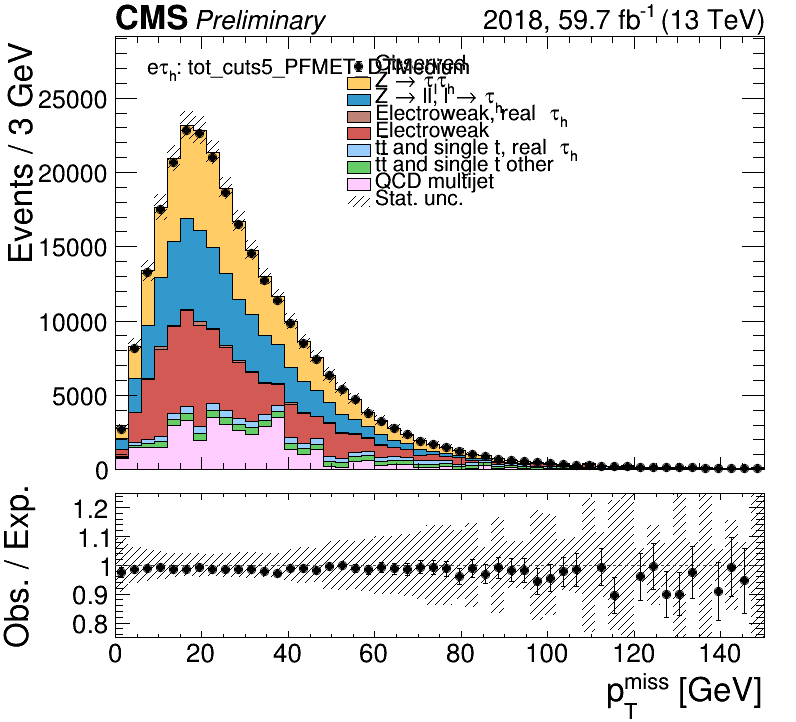 CMS Preliminary 2018, 59.7 fb⁻¹ (13 TeV)
eτh: tot_cuts5_PFMET_DTMedium
Observed
Z → ττh
Z → ll, l → τh
Electroweak, real τh
Electroweak
tt̄ and single t, real τh
tt̄ and single t other
QCD multijet
Stat. unc.
Events / 3 GeV
25000
20000
15000
10000
5000
0
Obs. / Exp.
1.2
1.1
1
0.9
0.8
0 20 40 60 80 100 120 140
pTmiss [GeV]